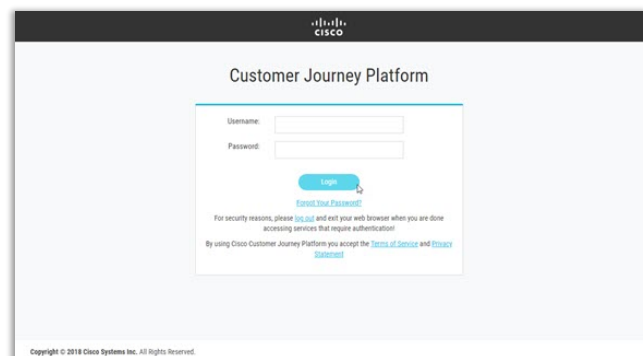 CISCO
Customer Journey Platform
Username:
Password:
Login
Forgot Your Password?
For security reasons, please log out and exit your web browser when you are done
accessing services that require authentication!
By using Cisco Customer Journey Platform you accept the Terms of Service and Privacy
Statement
Copyright © 2018 Cisco Systems Inc. All Rights Reserved.